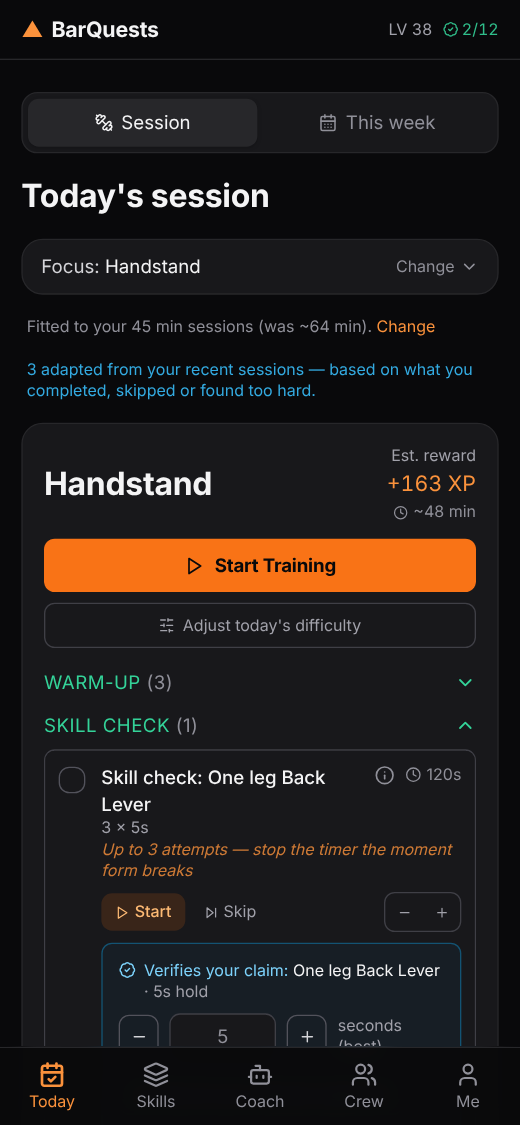 BarQuests
LV 38 2/12
Session
This week
Today's session
Focus: Handstand
Change
Fitted to your 45 min sessions (was ~64 min). Change
3 adapted from your recent sessions — based on what you
completed, skipped or found too hard.
Est. reward
Handstand
+163 XP
~48 min
Start Training
Adjust today's difficulty
WARM-UP (3)
SKILL CHECK (1)
Skill check: One leg Back
Lever
120s
3 × 5s
Up to 3 attempts — stop the timer the moment
form breaks
Start
Skip
− +
Verifies your claim: One leg Back Lever
· 5s hold
− 5 +
seconds
(best)
Today
Skills
Coach
Crew
Me